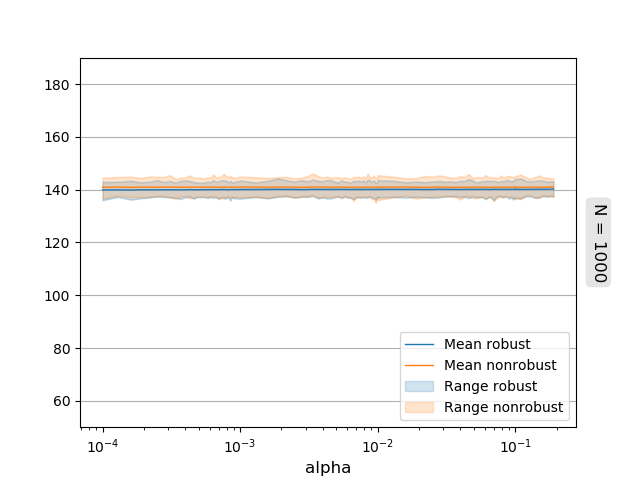 180
160
140
120
100
80
60
10⁻⁴
10⁻³
10⁻²
10⁻¹
alpha
N = 1000
Mean robust
Mean nonrobust
Range robust
Range nonrobust